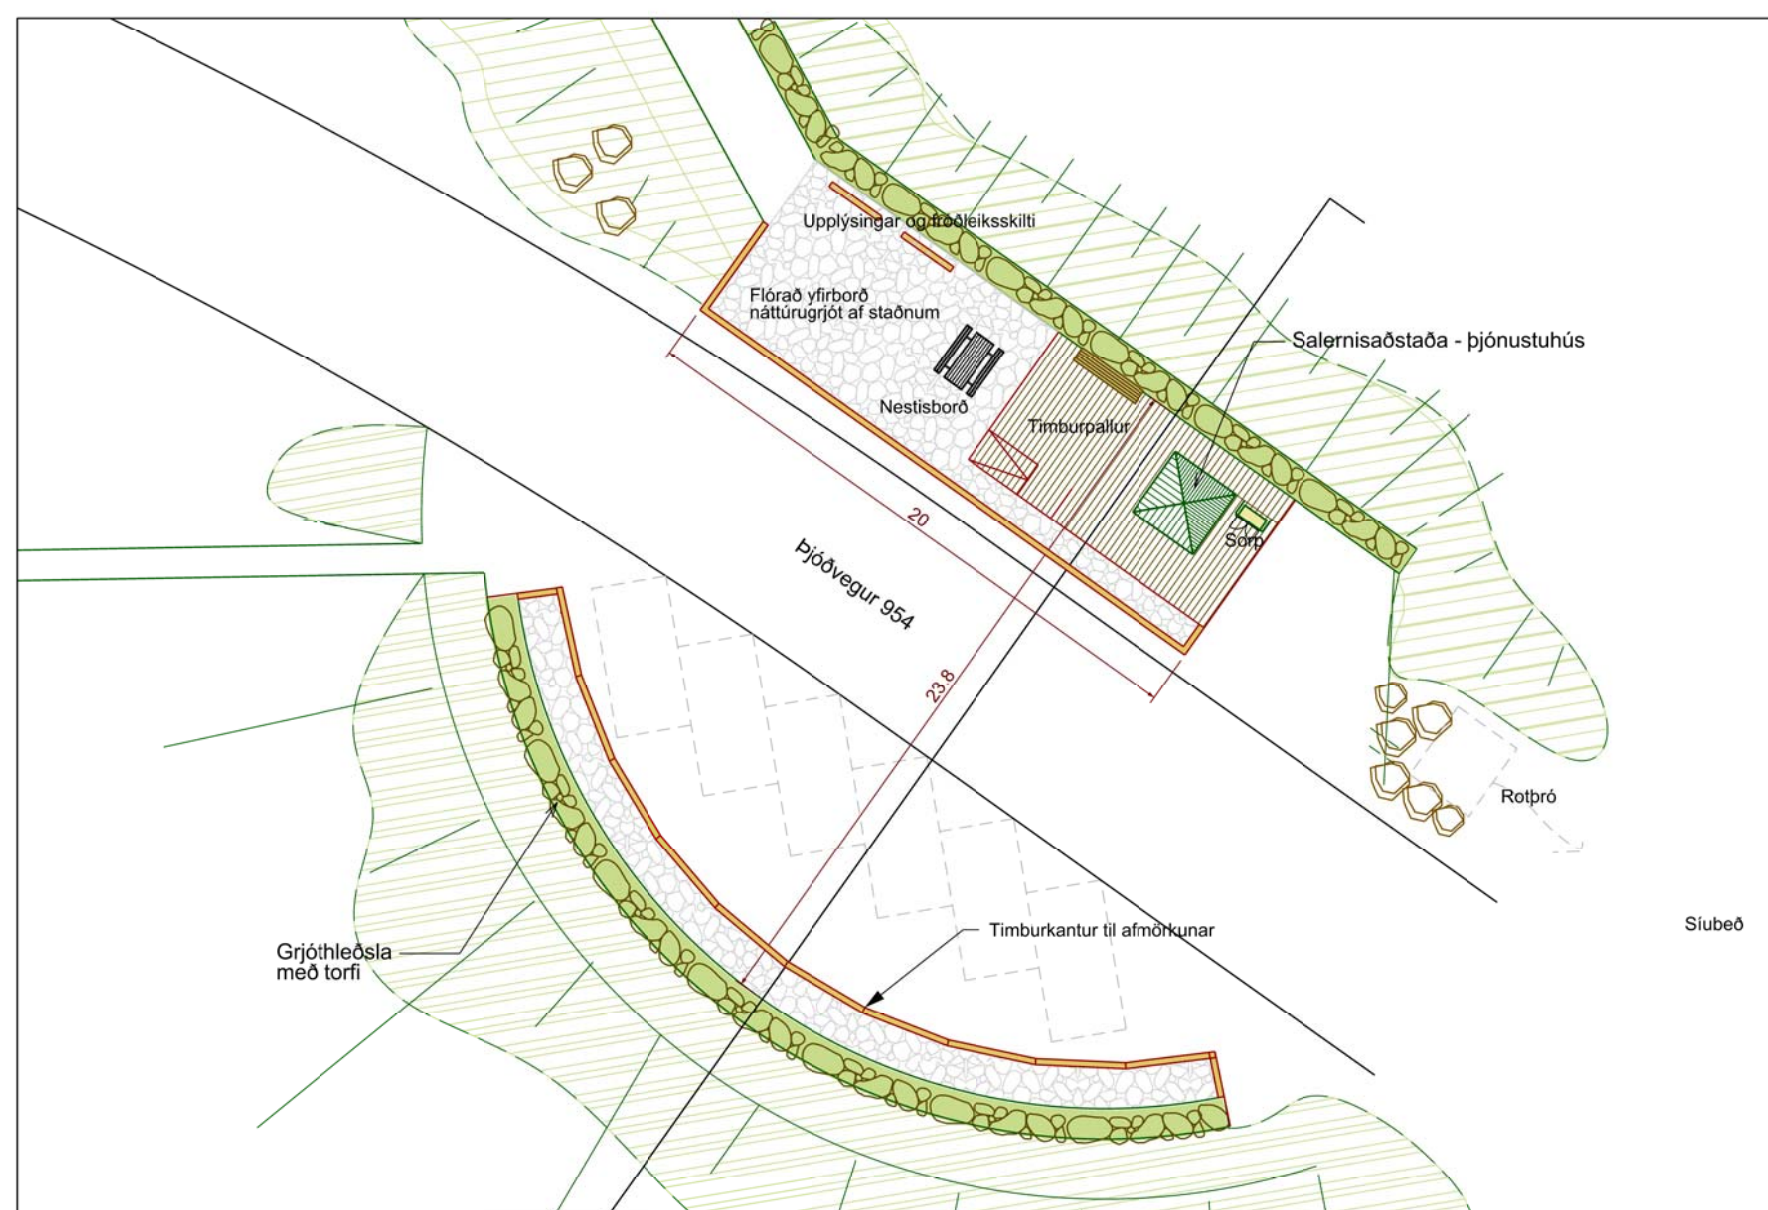 Upplýsingar og fróðleiksskilti
Flórað yfirborð
náttúrugrjót af staðnum
Salernisaðstaða - þjónustuhús
Nestisborð
Timburpallur
20
Sorp
Þjóðvegur 954
23.8
Rotþró
Síubeð
Timburkantur til afmörkunar
Grjóthleðsla
með torfi